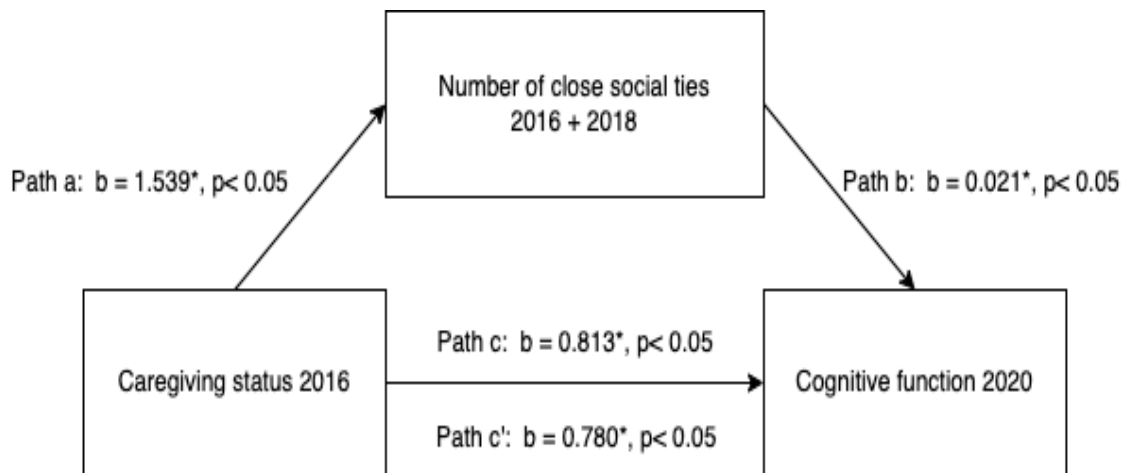 Number of close social ties
2016 + 2018
Path a:  b = 1.539*, p< 0.05
Path b:  b = 0.021*, p< 0.05
Path c:  b = 0.813*, p< 0.05
Caregiving status 2016
Cognitive function 2020
Path c':  b = 0.780*, p< 0.05